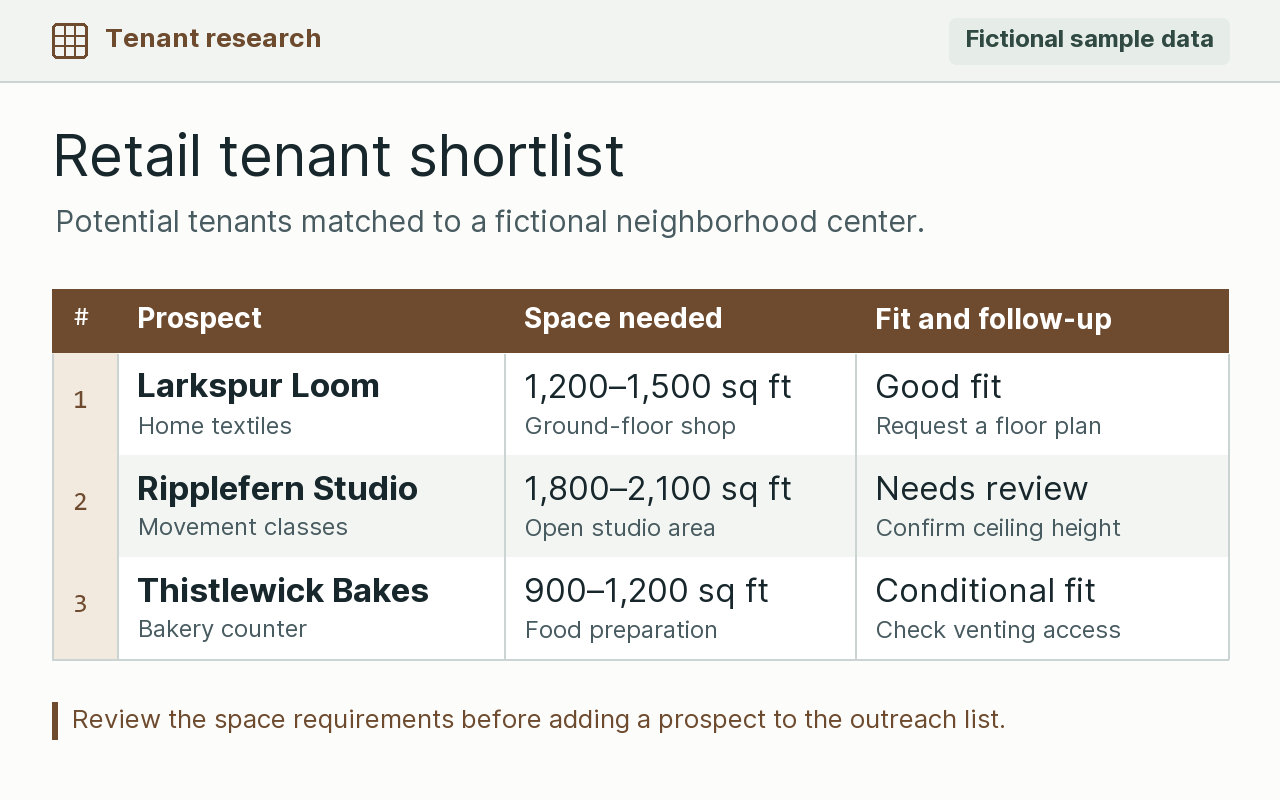 Tenant research
Fictional sample data
Retail tenant shortlist
Potential tenants matched to a fictional neighborhood center.
# Prospect Space needed Fit and follow-up
1 Larkspur Loom 1,200–1,500 sq ft Good fit
Home textiles Ground-floor shop Request a floor plan
2 Ripplefern Studio 1,800–2,100 sq ft Needs review
Movement classes Open studio area Confirm ceiling height
3 Thistlewick Bakes 900–1,200 sq ft Conditional fit
Bakery counter Food preparation Check venting access
Review the space requirements before adding a prospect to the outreach list.